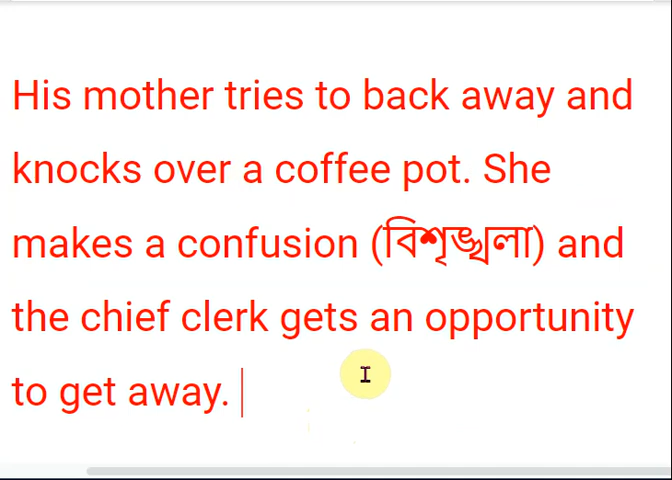 His mother tries to back away and
knocks over a coffee pot. She
makes a confusion (বিশৃঙ্খলা) and
the chief clerk gets an opportunity
to get away.